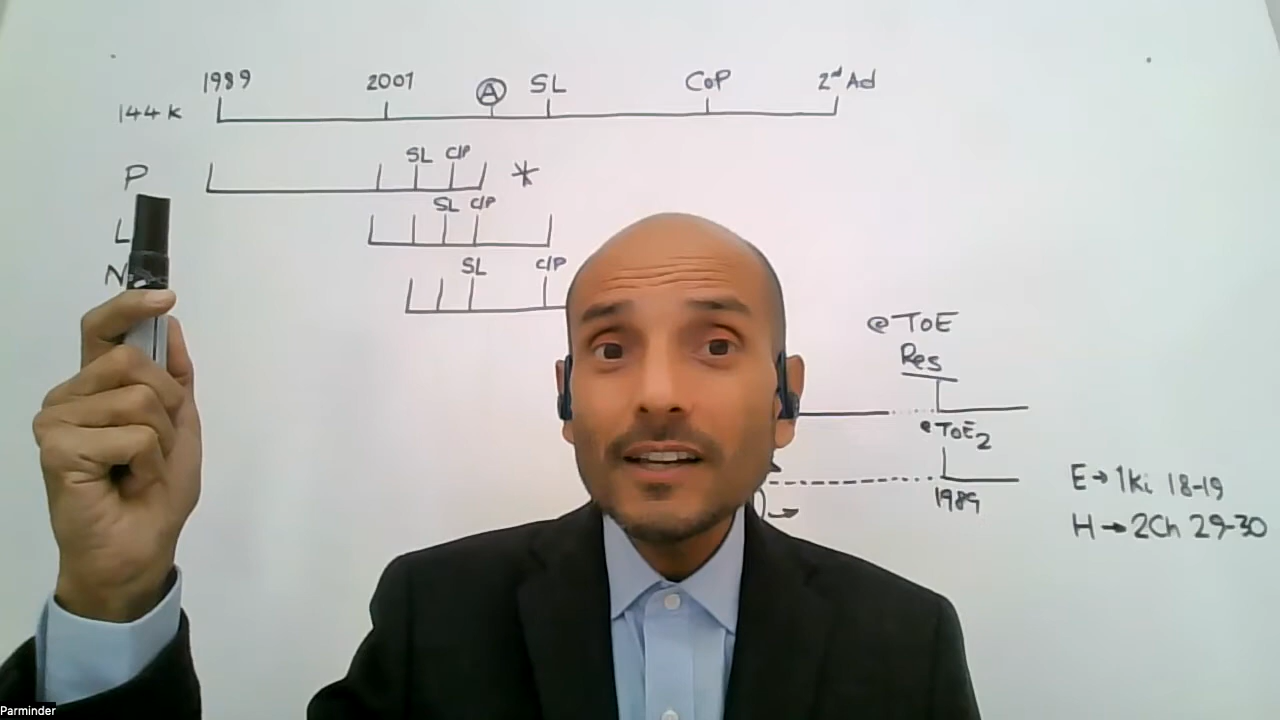 1989 2001 A SL CoP 2nd Ad
144 K
P SL C/P *
L SL C/P
N SL C/P
@ ToE
Res
@ ToE2
1989
E → 1Ki 18-19
H → 2Ch 29-30
Parminder